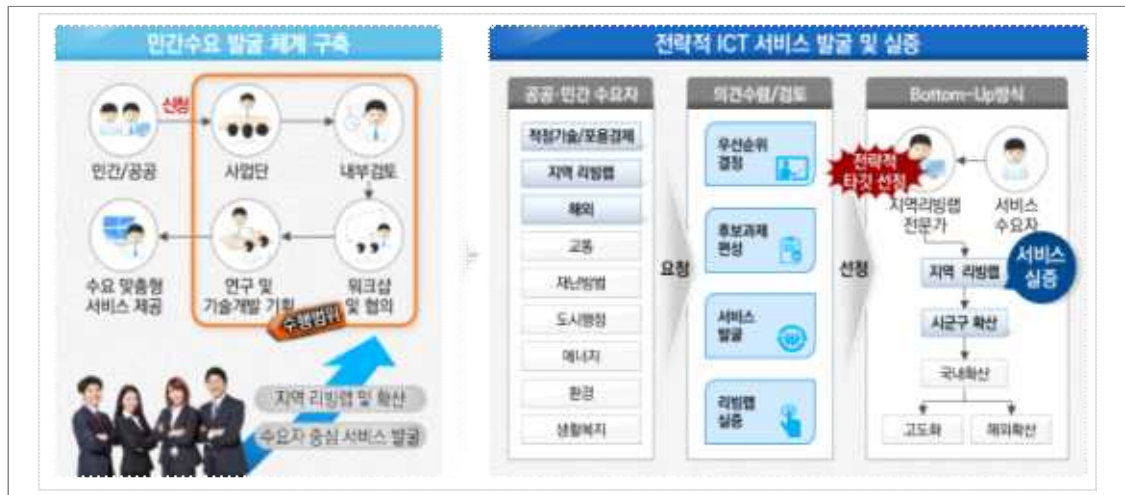 민간수요 발굴 체계 구축
신청
민간/공공
사업단
내부검토
수요 맞춤형
서비스 제공
연구 및
기술개발 기획
워크샵
및 협의
수행범위
지역 리빙랩 및 확산
수요자 중심 서비스 발굴
전략적 ICT 서비스 발굴 및 실증
공공·민간 수요자
적정기술/포용경제
지역 리빙랩
해외
교통
재난방범
도시행정
에너지
환경
생활복지
요청
의견수렴/검토
우선순위
결정
후보과제
편성
서비스
발굴
리빙랩
실증
선정
Bottom-Up방식
전략적
타깃 선정
지역리빙랩
전문가
서비스
수요자
서비스
실증
지역 리빙랩
시군구 확산
국내확산
고도화
해외확산